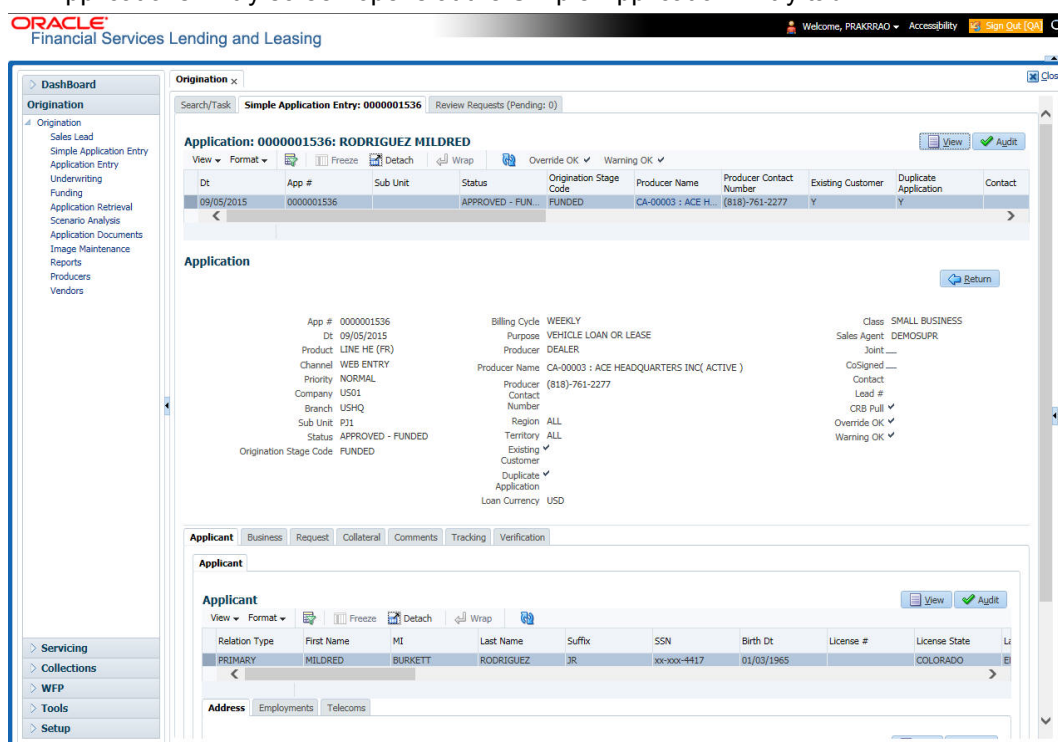 ORACLE
Financial Services Lending and Leasing
Welcome, PRAKRRAO Accessibility Sign Out [QA]
Clos
DashBoard
Origination
Origination
Sales Lead
Simple Application Entry
Application Entry
Underwriting
Funding
Application Retrieval
Scenario Analysis
Application Documents
Image Maintenance
Reports
Producers
Vendors
Servicing
Collections
WFP
Tools
Setup
Origination x
Search/Task Simple Application Entry: 0000001536 Review Requests (Pending: 0)
Application: 0000001536: RODRIGUEZ MILDRED
View Audit
View Format Freeze Detach Wrap Override OK Warning OK
Dt App # Sub Unit Status Origination Stage Code Producer Name Producer Contact Number Existing Customer Duplicate Application Contact
09/05/2015 0000001536 APPROVED - FUN... FUNDED CA-00003 : ACE H... (818)-761-2277 Y Y
Application
Return
App # 0000001536
Dt 09/05/2015
Product LINE HE (FR)
Channel WEB ENTRY
Priority NORMAL
Company US01
Branch USHQ
Sub Unit PJ1
Status APPROVED - FUNDED
Origination Stage Code FUNDED
Billing Cycle WEEKLY
Purpose VEHICLE LOAN OR LEASE
Producer DEALER
Producer Name CA-00003 : ACE HEADQUARTERS INC( ACTIVE )
Producer Contact Number (818)-761-2277
Region ALL
Territory ALL
Existing Customer
Duplicate Application
Loan Currency USD
Class SMALL BUSINESS
Sales Agent DEMOSUPR
Joint
CoSigned
Contact
Lead #
CRB Pull
Override OK
Warning OK
Applicant Business Request Collateral Comments Tracking Verification
Applicant
Applicant
View Audit
View Format Freeze Detach Wrap
Relation Type First Name MI Last Name Suffix SSN Birth Dt License # License State La
PRIMARY MILDRED BURKETT RODRIGUEZ JR xx-xxx-4417 01/03/1965 COLORADO
Address Employments Telecoms